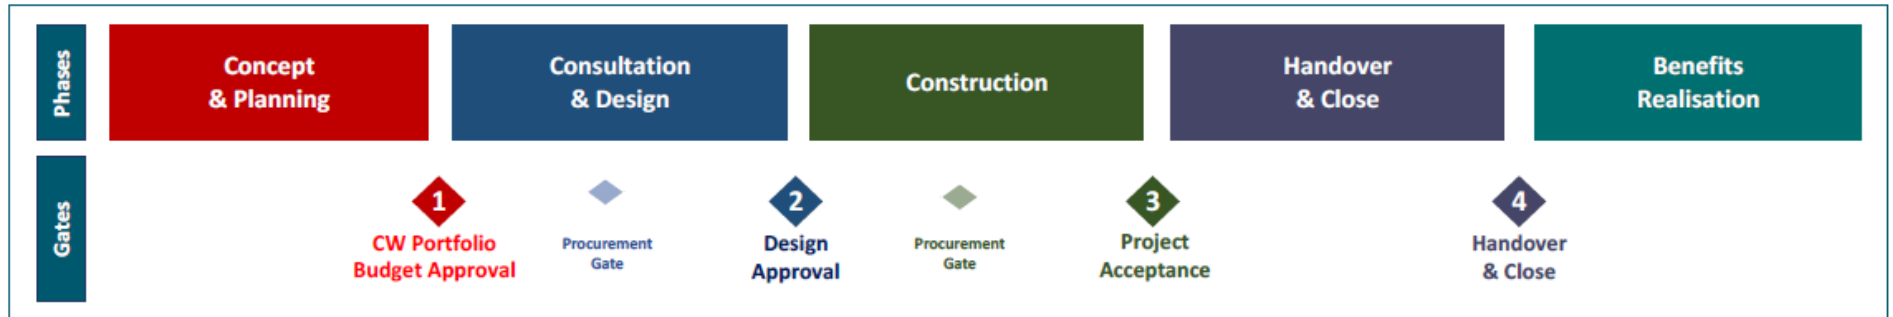 Phases
Concept
& Planning
Consultation
& Design
Construction
Handover
& Close
Benefits
Realisation
Gates
1
CW Portfolio
Budget Approval
Procurement
Gate
2
Design
Approval
Procurement
Gate
3
Project
Acceptance
4
Handover
& Close